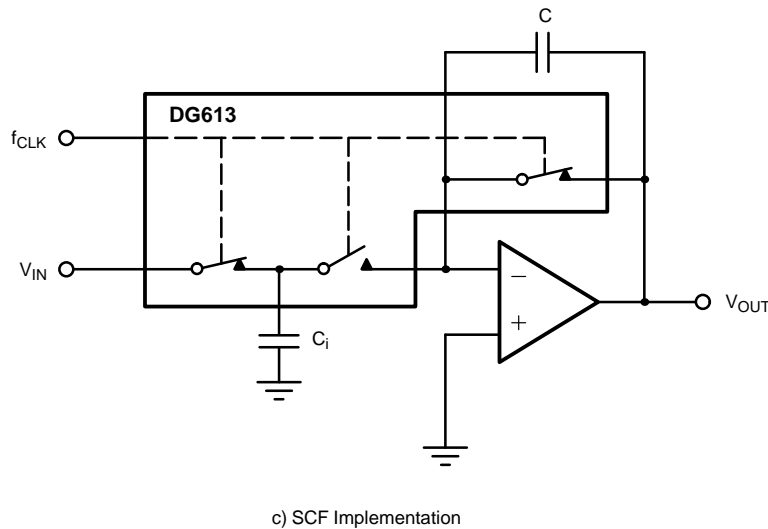 C
DG613
fCLK
VIN
Ci
−
+
VOUT
c) SCF Implementation